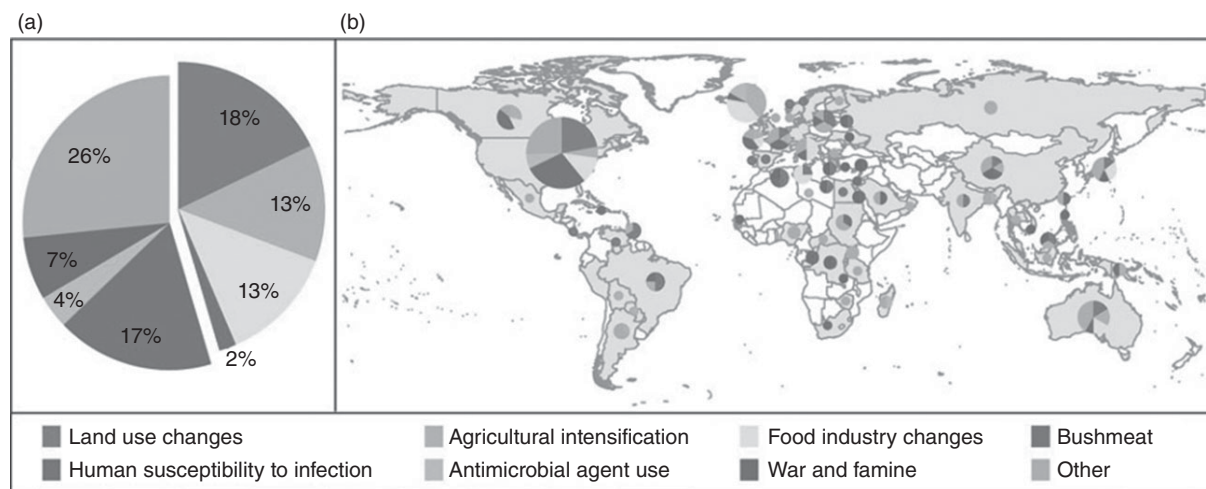 (a) (b)
18%
26%
13%
7%
13%
4%
17%
2%
Land use changes Agricultural intensification Food industry changes Bushmeat
Human susceptibility to infection Antimicrobial agent use War and famine Other